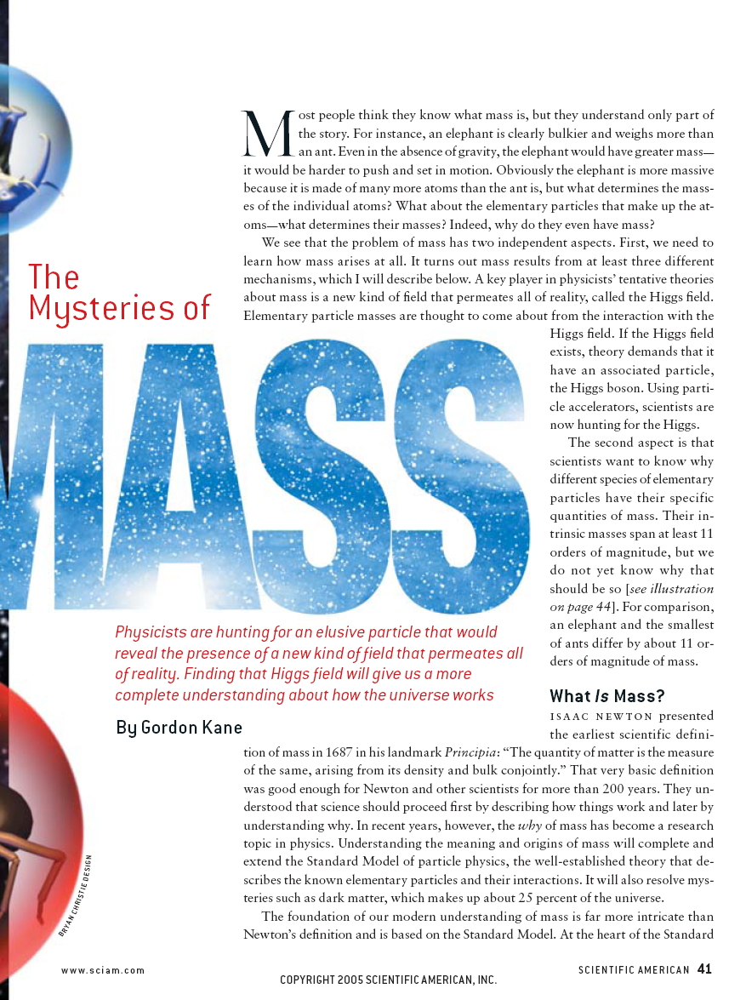 The
Mysteries of
MASS
Physicists are hunting for an elusive particle that would
reveal the presence of a new kind of field that permeates all
of reality. Finding that Higgs field will give us a more
complete understanding about how the universe works
By Gordon Kane
Most people think they know what mass is, but they understand only part of
the story. For instance, an elephant is clearly bulkier and weighs more than
an ant. Even in the absence of gravity, the elephant would have greater mass—
it would be harder to push and set in motion. Obviously the elephant is more massive
because it is made of many more atoms than the ant is, but what determines the mass-
es of the individual atoms? What about the elementary particles that make up the at-
oms—what determines their masses? Indeed, why do they even have mass?
We see that the problem of mass has two independent aspects. First, we need to
learn how mass arises at all. It turns out mass results from at least three different
mechanisms, which I will describe below. A key player in physicists' tentative theories
about mass is a new kind of field that permeates all of reality, called the Higgs field.
Elementary particle masses are thought to come about from the interaction with the
Higgs field. If the Higgs field
exists, theory demands that it
have an associated particle,
the Higgs boson. Using parti-
cle accelerators, scientists are
now hunting for the Higgs.
The second aspect is that
scientists want to know why
different species of elementary
particles have their specific
quantities of mass. Their in-
trinsic masses span at least 11
orders of magnitude, but we
do not yet know why that
should be so [see illustration
on page 44]. For comparison,
an elephant and the smallest
of ants differ by about 11 or-
ders of magnitude of mass.
What Is Mass?
ISAAC NEWTON presented
the earliest scientific defini-
tion of mass in 1687 in his landmark Principia: “The quantity of matter is the measure
of the same, arising from its density and bulk conjointly.” That very basic definition
was good enough for Newton and other scientists for more than 200 years. They un-
derstood that science should proceed first by describing how things work and later by
understanding why. In recent years, however, the why of mass has become a research
topic in physics. Understanding the meaning and origins of mass will complete and
extend the Standard Model of particle physics, the well-established theory that de-
scribes the known elementary particles and their interactions. It will also resolve mys-
teries such as dark matter, which makes up about 25 percent of the universe.
The foundation of our modern understanding of mass is far more intricate than
Newton's definition and is based on the Standard Model. At the heart of the Standard
BRYAN CHRISTIE DESIGN
www.sciam.com
COPYRIGHT 2005 SCIENTIFIC AMERICAN, INC.
SCIENTIFIC AMERICAN 41